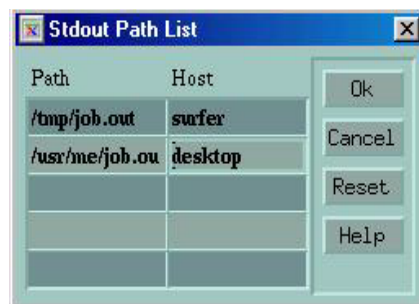 Stdout Path List
Path Host
/tmp/job.out surfer
/usr/me/job.ou desktop
Ok
Cancel
Reset
Help